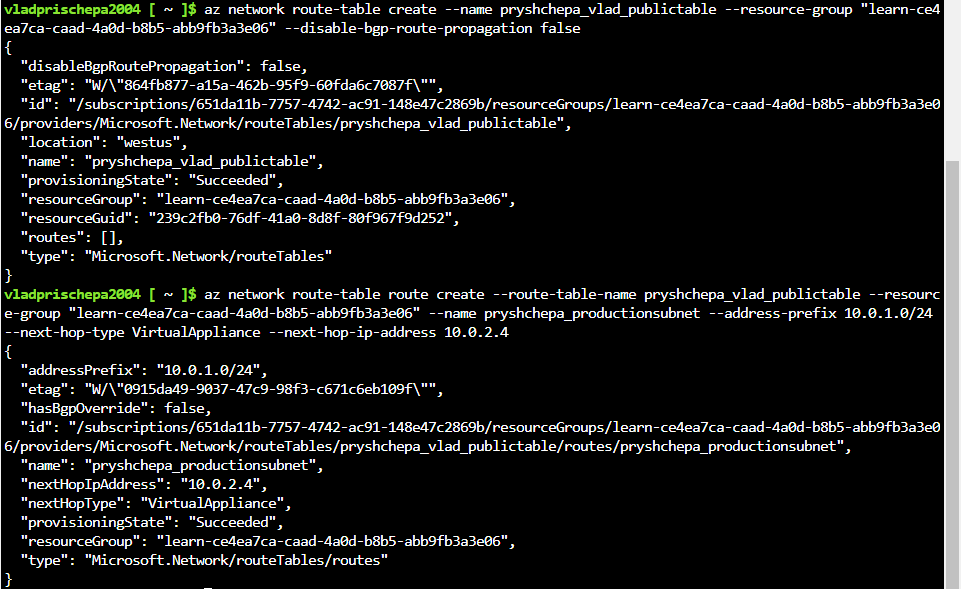 vladprischepa2004 [ ~ ]$ az network route-table create --name pryshchepa_vlad_publictable --resource-group "learn-ce4
ea7ca-caad-4a0d-b8b5-abb9fb3a3e06" --disable-bgp-route-propagation false
{
  "disableBgpRoutePropagation": false,
  "etag": "W/\"864fb877-a15a-462b-95f9-60fda6c7087f\"",
  "id": "/subscriptions/651da11b-7757-4742-ac91-148e47c2869b/resourceGroups/learn-ce4ea7ca-caad-4a0d-b8b5-abb9fb3a3e0
6/providers/Microsoft.Network/routeTables/pryshchepa_vlad_publictable",
  "location": "westus",
  "name": "pryshchepa_vlad_publictable",
  "provisioningState": "Succeeded",
  "resourceGroup": "learn-ce4ea7ca-caad-4a0d-b8b5-abb9fb3a3e06",
  "resourceGuid": "239c2fb0-76df-41a0-8d8f-80f967f9d252",
  "routes": [],
  "type": "Microsoft.Network/routeTables"
}
vladprischepa2004 [ ~ ]$ az network route-table route create --route-table-name pryshchepa_vlad_publictable --resourc
e-group "learn-ce4ea7ca-caad-4a0d-b8b5-abb9fb3a3e06" --name pryshchepa_productionsubnet --address-prefix 10.0.1.0/24
--next-hop-type VirtualAppliance --next-hop-ip-address 10.0.2.4
{
  "addressPrefix": "10.0.1.0/24",
  "etag": "W/\"0915da49-9037-47c9-98f3-c671c6eb109f\"",
  "hasBgpOverride": false,
  "id": "/subscriptions/651da11b-7757-4742-ac91-148e47c2869b/resourceGroups/learn-ce4ea7ca-caad-4a0d-b8b5-abb9fb3a3e0
6/providers/Microsoft.Network/routeTables/pryshchepa_vlad_publictable/routes/pryshchepa_productionsubnet",
  "name": "pryshchepa_productionsubnet",
  "nextHopIpAddress": "10.0.2.4",
  "nextHopType": "VirtualAppliance",
  "provisioningState": "Succeeded",
  "resourceGroup": "learn-ce4ea7ca-caad-4a0d-b8b5-abb9fb3a3e06",
  "type": "Microsoft.Network/routeTables/routes"
}